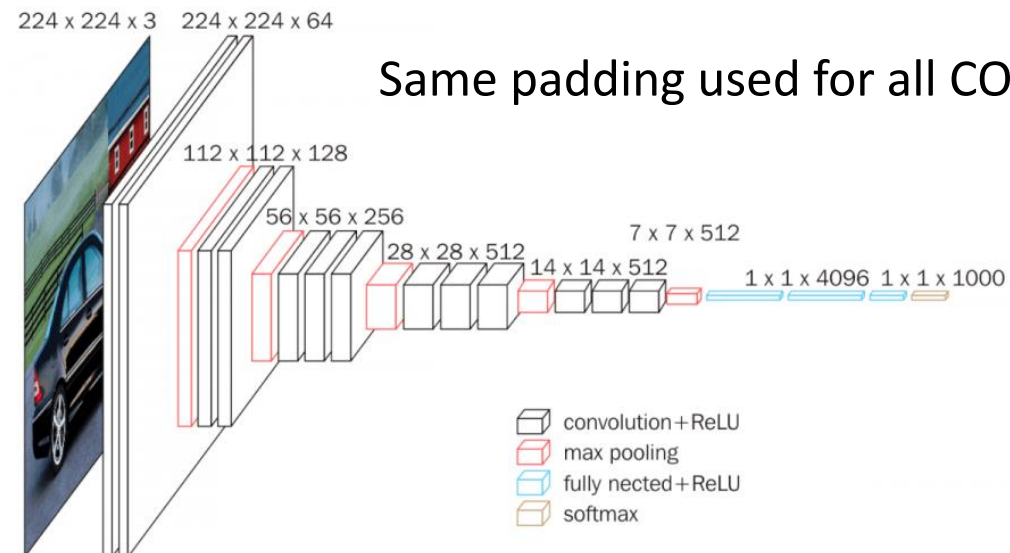 224 x 224 x 3
224 x 224 x 64
Same padding used for all CO
112 x 112 x 128
56 x 56 x 256
28 x 28 x 512
14 x 14 x 512
7 x 7 x 512
1 x 1 x 4096
1 x 1 x 1000
convolution+ReLU
max pooling
fully nected+ReLU
softmax